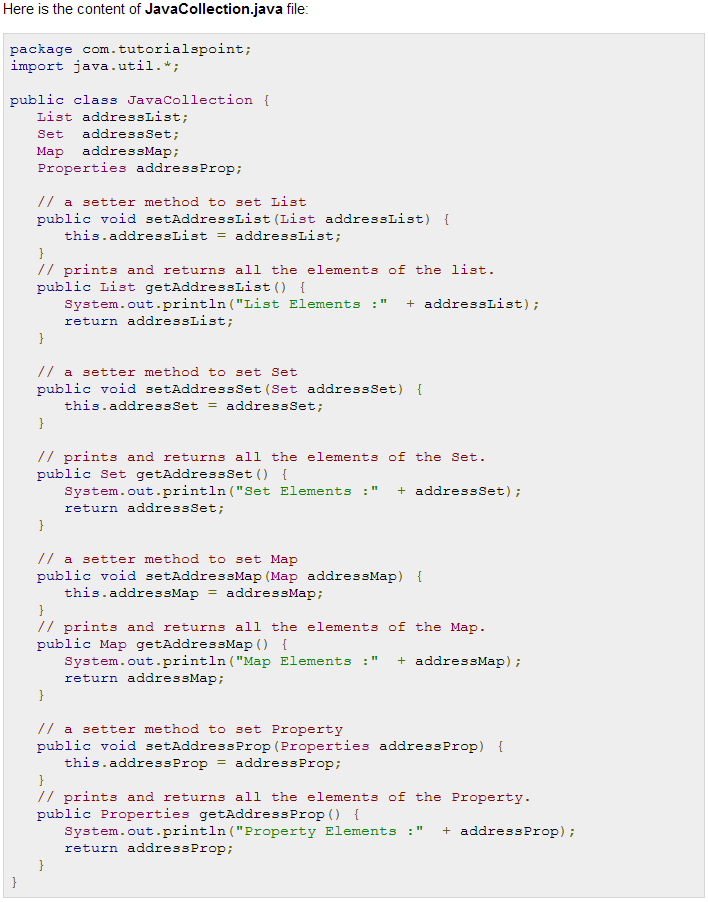 Here is the content of JavaCollection.java file:
package com.tutorialspoint;
import java.util.*;

public class JavaCollection {
   List addressList;
   Set  addressSet;
   Map  addressMap;
   Properties addressProp;

   // a setter method to set List
   public void setAddressList(List addressList) {
      this.addressList = addressList;
   }
   // prints and returns all the elements of the list.
   public List getAddressList() {
      System.out.println("List Elements :"  + addressList);
      return addressList;
   }

   // a setter method to set Set
   public void setAddressSet(Set addressSet) {
      this.addressSet = addressSet;
   }

   // prints and returns all the elements of the Set.
   public Set getAddressSet() {
      System.out.println("Set Elements :"  + addressSet);
      return addressSet;
   }

   // a setter method to set Map
   public void setAddressMap(Map addressMap) {
      this.addressMap = addressMap;
   }
   // prints and returns all the elements of the Map.
   public Map getAddressMap() {
      System.out.println("Map Elements :"  + addressMap);
      return addressMap;
   }

   // a setter method to set Property
   public void setAddressProp(Properties addressProp) {
      this.addressProp = addressProp;
   }
   // prints and returns all the elements of the Property.
   public Properties getAddressProp() {
      System.out.println("Property Elements :"  + addressProp);
      return addressProp;
   }
}